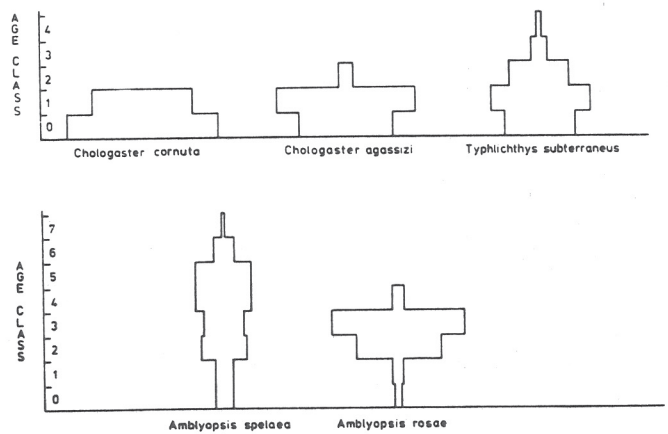 AGE CLASS
4
3
2
1
0
Chologaster cornuta
Chologaster agassizi
Typhlichthys subterraneus
AGE CLASS
7
6
5
4
3
2
1
0
Amblyopsis spelaea
Amblyopsis rosae